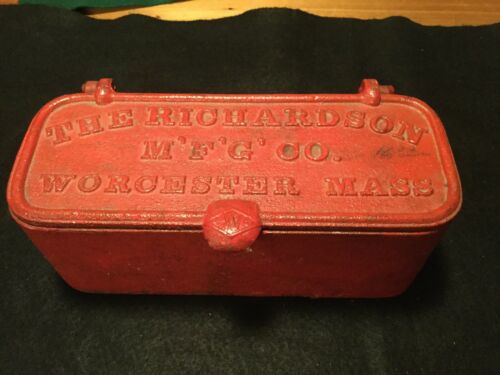 THE RICHARDSON
M'F'G' CO.
WORCESTER MASS